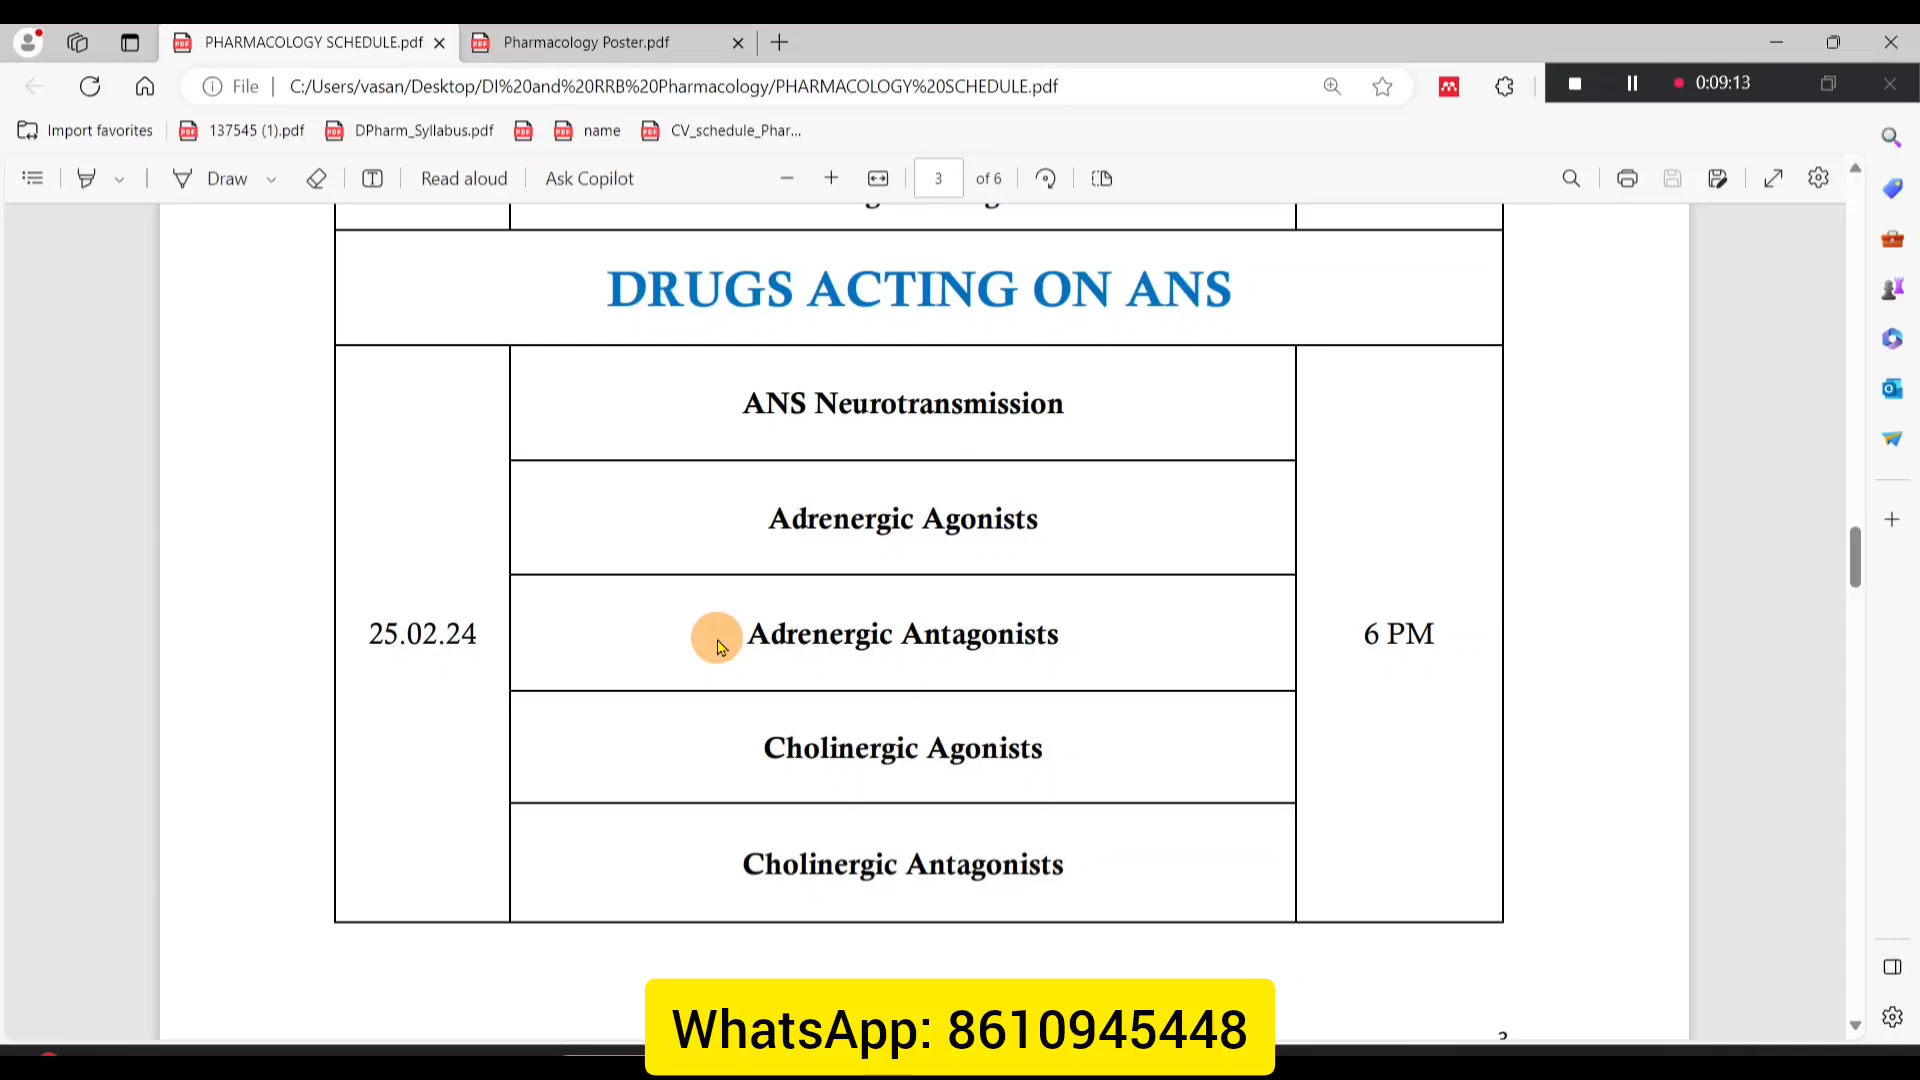 PHARMACOLOGY SCHEDULE.pdf
Pharmacology Poster.pdf
File
C:/Users/vasan/Desktop/DI%20and%20RRB%20Pharmacology/PHARMACOLOGY%20SCHEDULE.pdf
0:09:13
Import favorites
137545 (1).pdf
DPharm_Syllabus.pdf
name
CV_schedule_Phar...
Draw
Read aloud
Ask Copilot
3
of 6
DRUGS ACTING ON ANS
ANS Neurotransmission
Adrenergic Agonists
25.02.24
Adrenergic Antagonists
6 PM
Cholinergic Agonists
Cholinergic Antagonists
WhatsApp: 8610945448